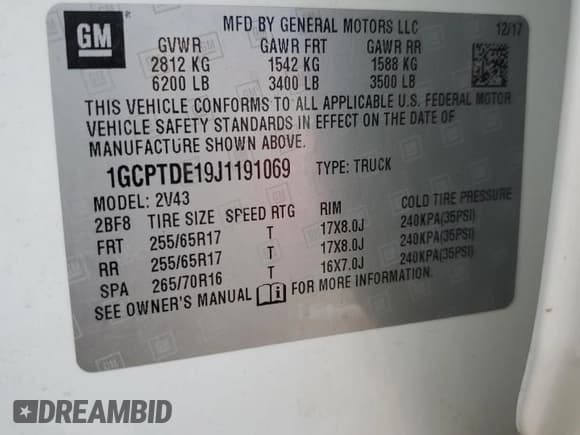 GM
MFD BY GENERAL MOTORS LLC
12/17
GVWR GAWR FRT GAWR RR
2812 KG 1542 KG 1588 KG
6200 LB 3400 LB 3500 LB
THIS VEHICLE CONFORMS TO ALL APPLICABLE U.S. FEDERAL MOTOR
VEHICLE SAFETY STANDARDS IN EFFECT ON THE DATE OF
MANUFACTURE SHOWN ABOVE.
1GCPTDE19J1191069 TYPE: TRUCK
MODEL: 2V43
2BF8 TIRE SIZE SPEED RTG RIM COLD TIRE PRESSURE
FRT 255/65R17 T 17X8.0J 240KPA(35PSI)
RR 255/65R17 T 17X8.0J 240KPA(35PSI)
SPA 265/70R16 T 16X7.0J 240KPA(35PSI)
SEE OWNER'S MANUAL FOR MORE INFORMATION.
DREAMBID